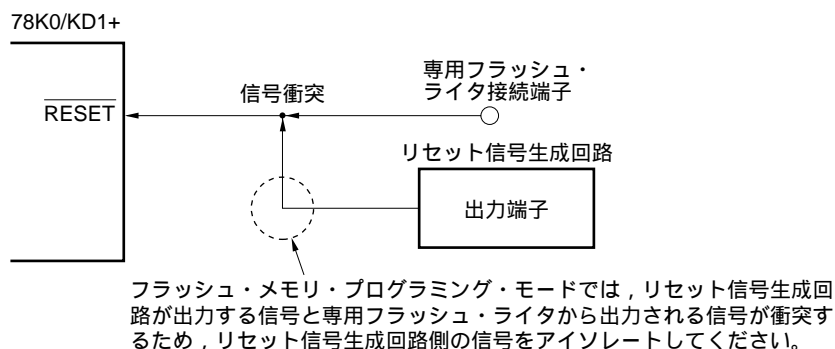 78K0/KD1+
専用フラッシュ・
ライタ接続端子
信号衝突
RESET
リセット信号生成回路
出力端子
フラッシュ・メモリ・プログラミング・モードでは，リセット信号生成回
路が出力する信号と専用フラッシュ・ライタから出力される信号が衝突す
るため，リセット信号生成回路側の信号をアイソレートしてください。